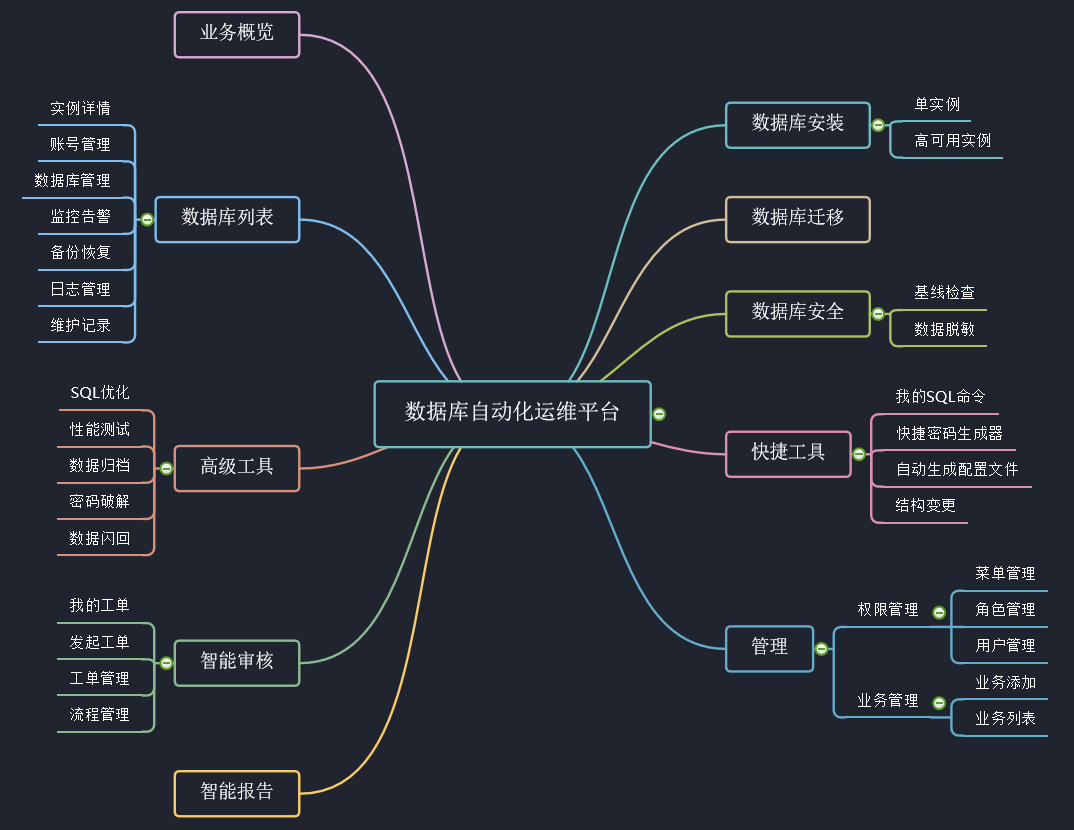 业务概览
实例详情
账号管理
数据库管理
监控告警
备份恢复
日志管理
维护记录
数据库列表
SQL优化
性能测试
数据归档
密码破解
数据闪回
高级工具
我的工单
发起工单
工单管理
流程管理
智能审核
智能报告
数据库自动化运维平台
数据库安装
单实例
高可用实例
数据库迁移
数据库安全
基线检查
数据脱敏
快捷工具
我的SQL命令
快捷密码生成器
自动生成配置文件
结构变更
管理
权限管理
菜单管理
角色管理
用户管理
业务管理
业务添加
业务列表